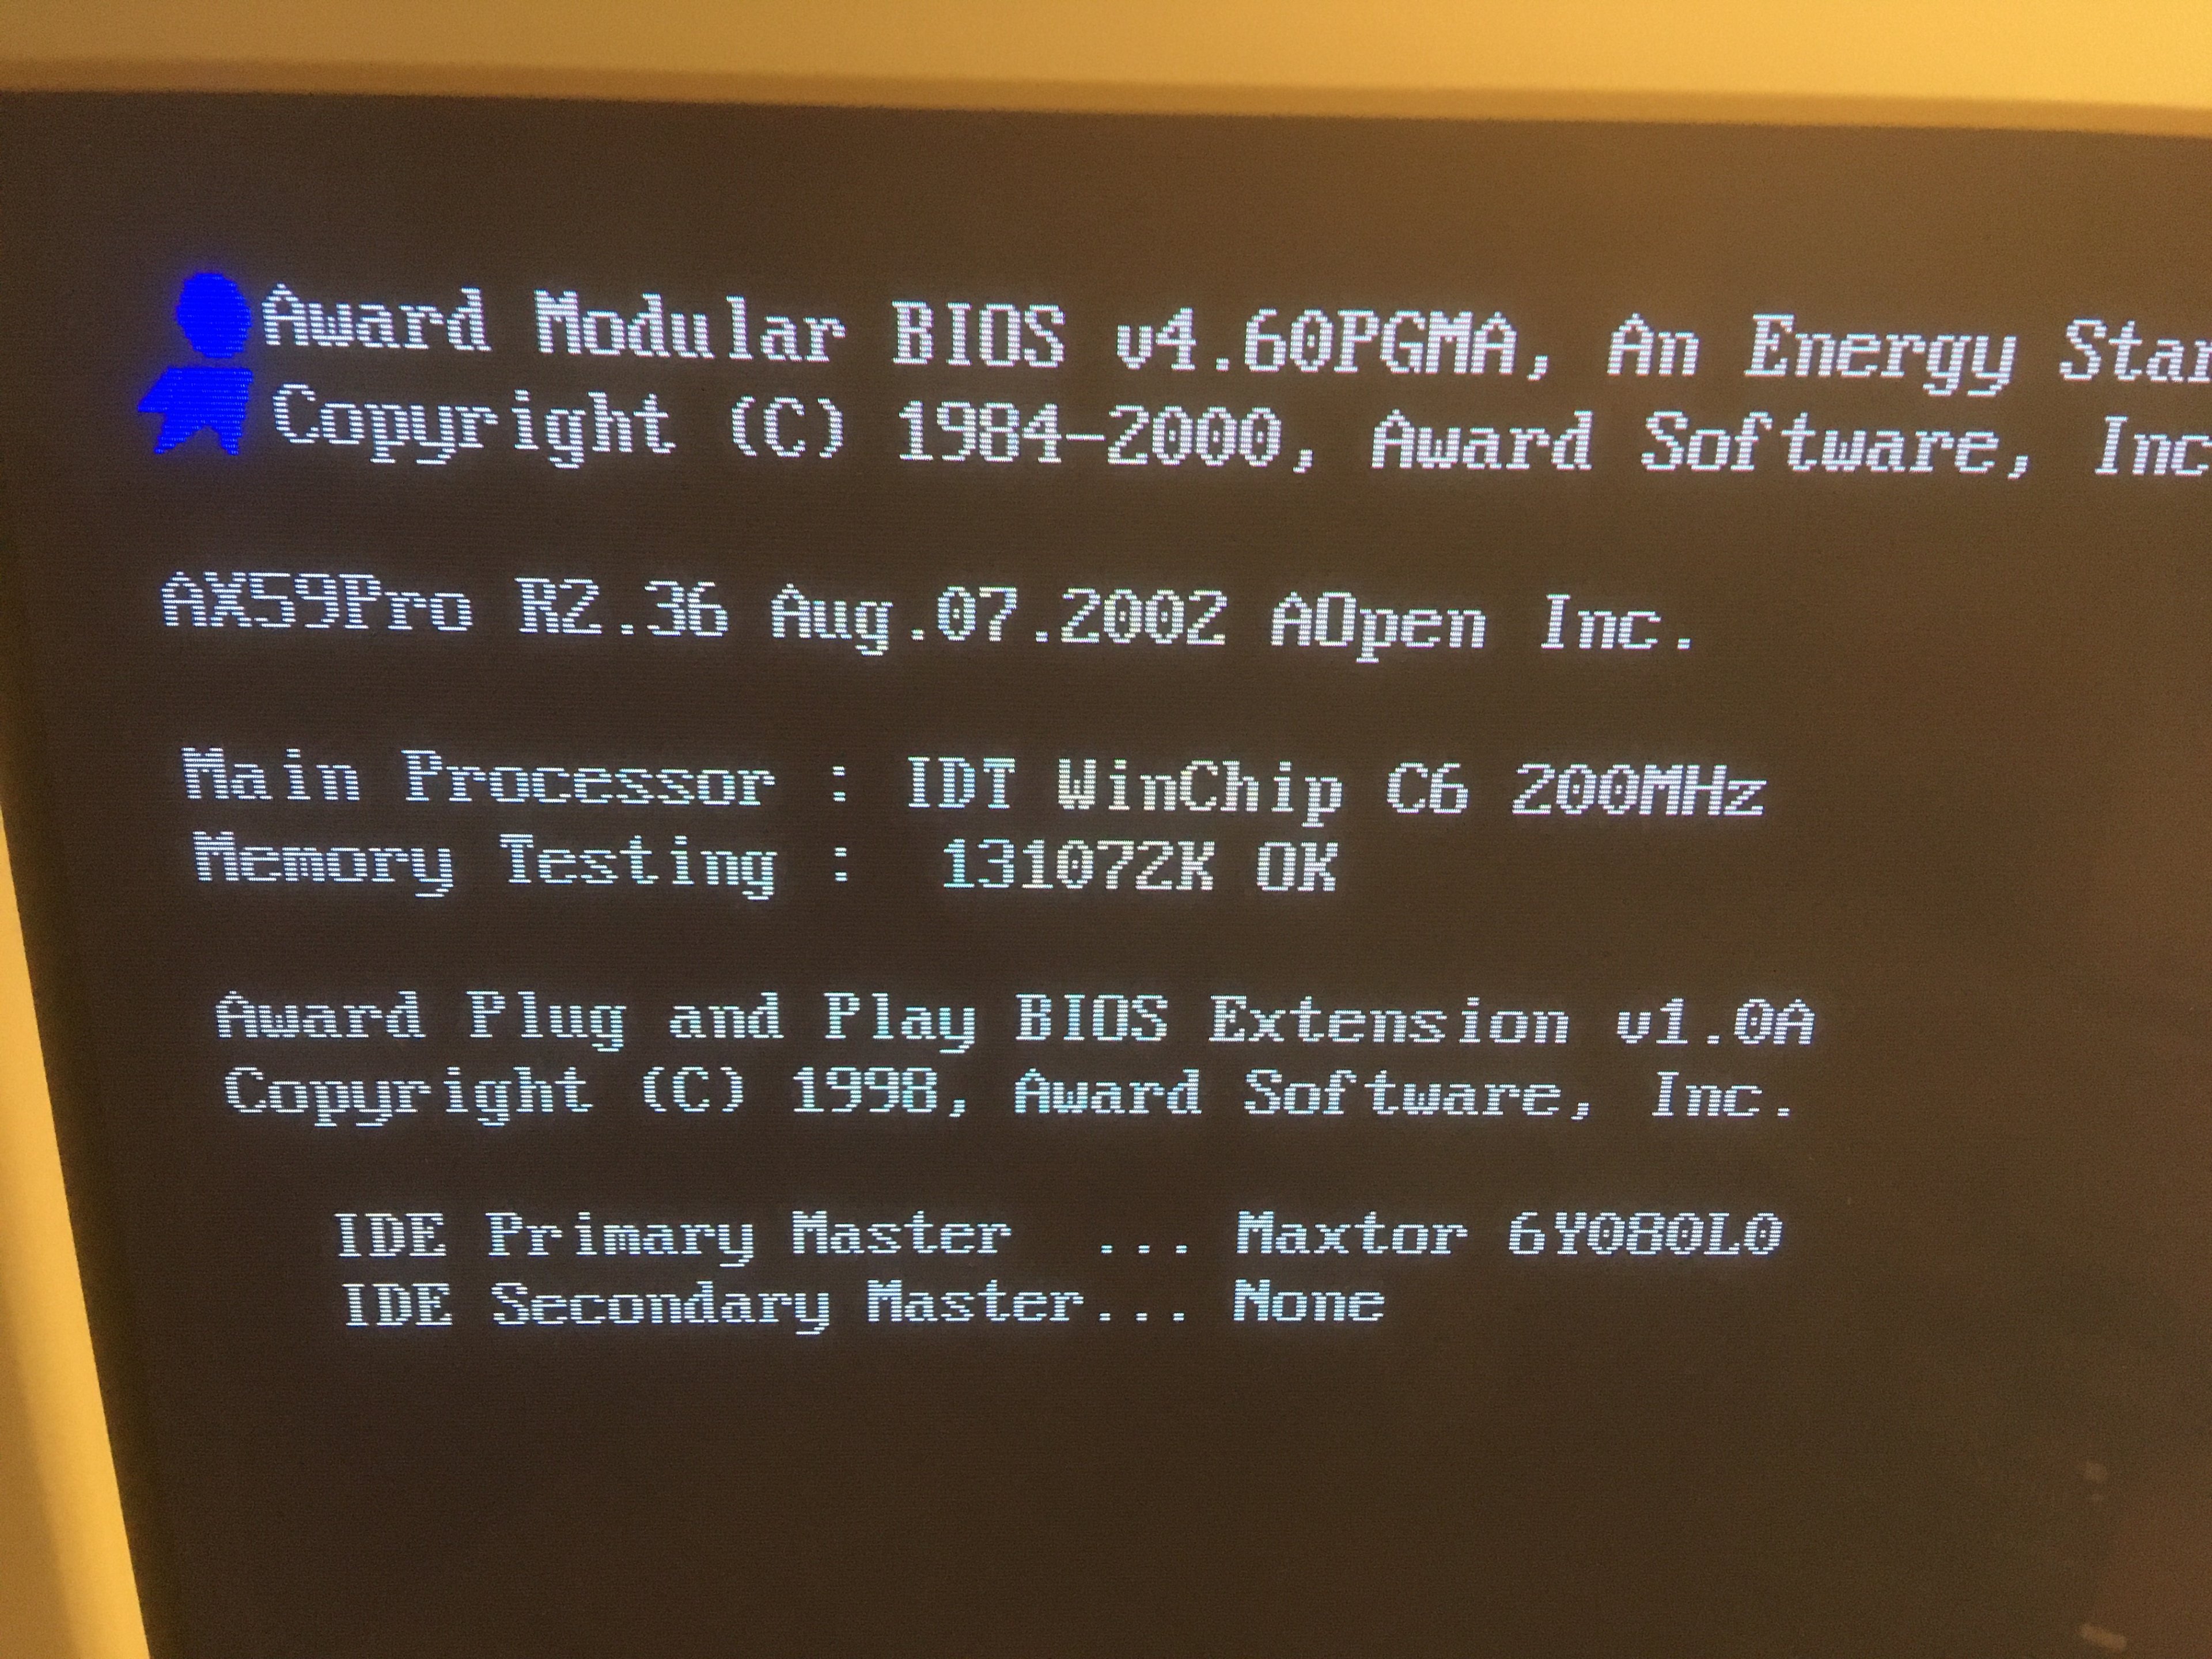 Award Modular BIOS v4.60PGMA, An Energy Star
Copyright (C) 1984-2000, Award Software, Inc
AX59Pro R2.36 Aug.07.2002 AOpen Inc.
Main Processor : IDT WinChip C6 200MHz
Memory Testing :  131072K OK
Award Plug and Play BIOS Extension v1.0A
Copyright (C) 1998, Award Software, Inc.
IDE Primary Master  ... Maxtor 6Y080L0
IDE Secondary Master... None